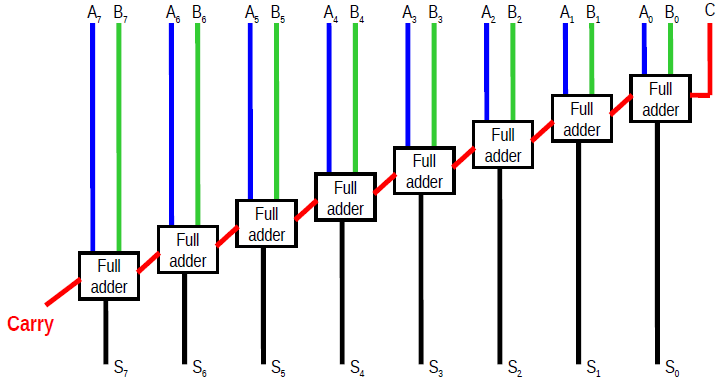 A7 B7 A6 B6 A5 B5 A4 B4 A3 B3 A2 B2 A1 B1 A0 B0 C
Full
adder
Full
adder
Full
adder
Full
adder
Full
adder
Full
adder
Full
adder
Full
adder
Carry
S7 S6 S5 S4 S3 S2 S1 S0